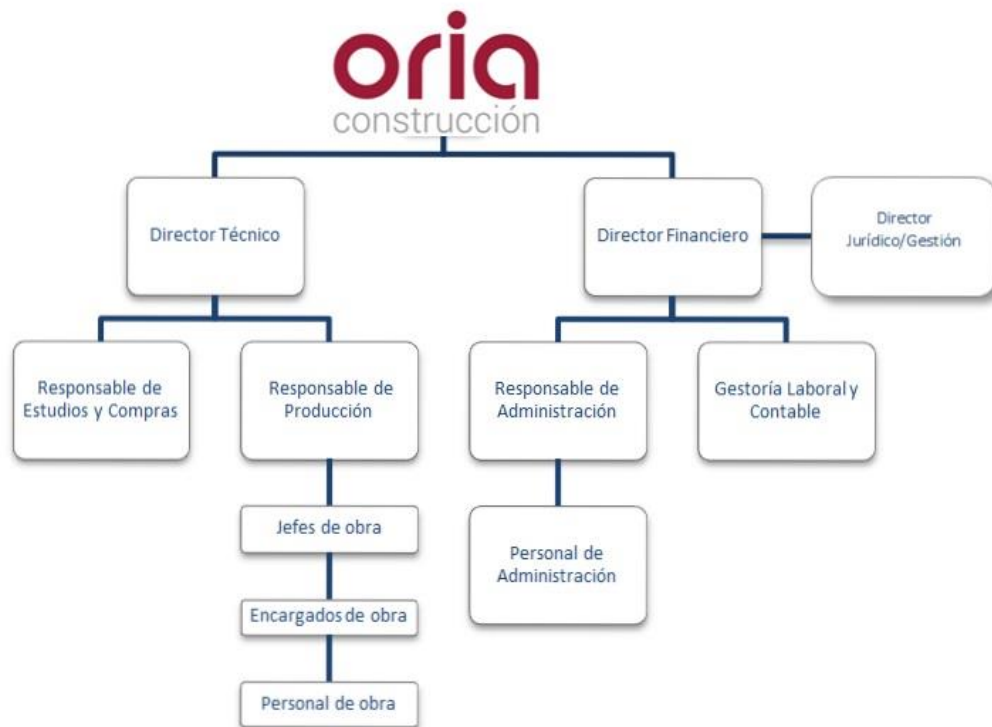 oria
construcción
Director Técnico
Director Financiero
Director
Jurídico/Gestión
Responsable de
Estudios y Compras
Responsable de
Producción
Responsable de
Administración
Gestoría Laboral y
Contable
Jefes de obra
Personal de
Administración
Encargados de obra
Personal de obra